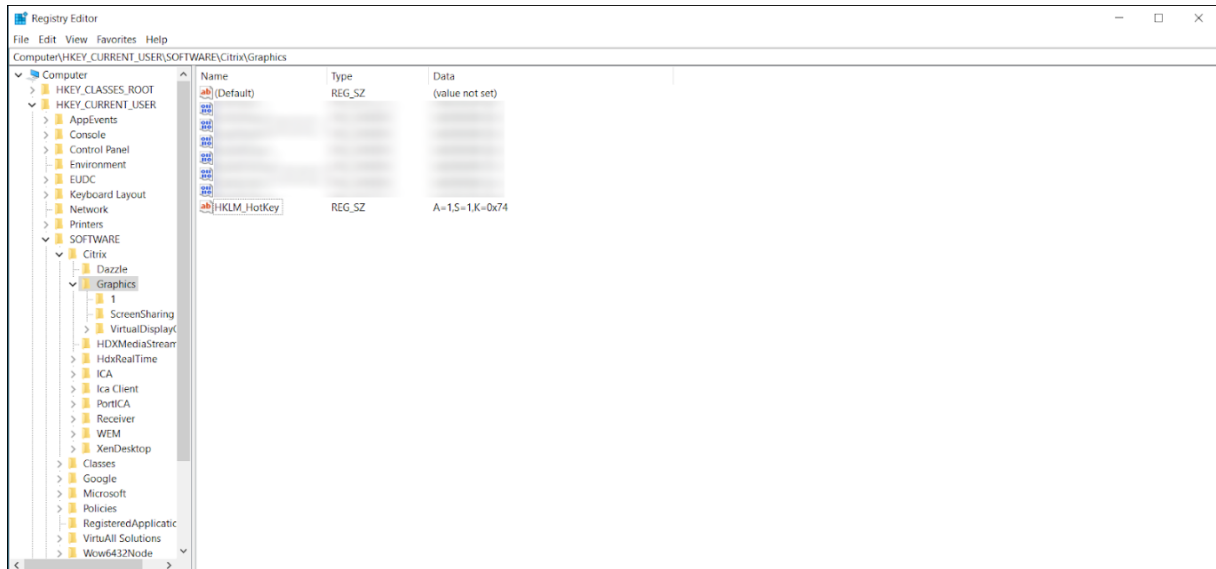 Registry Editor
File Edit View Favorites Help
Computer\HKEY_CURRENT_USER\SOFTWARE\Citrix\Graphics
Computer
HKEY_CLASSES_ROOT
HKEY_CURRENT_USER
AppEvents
Console
Control Panel
Environment
EUDC
Keyboard Layout
Network
Printers
SOFTWARE
Citrix
Dazzle
Graphics
1
ScreenSharing
VirtualDisplay
HDXMediaStream
HdxRealTime
ICA
Ica Client
PortICA
Receiver
WEM
XenDesktop
Classes
Google
Microsoft
Policies
RegisteredApplicatic
VirtuAll Solutions
Wow6432Node
Name Type Data
(Default) REG_SZ (value not set)
HKLM_HotKey REG_SZ A=1,S=1,K=0x74